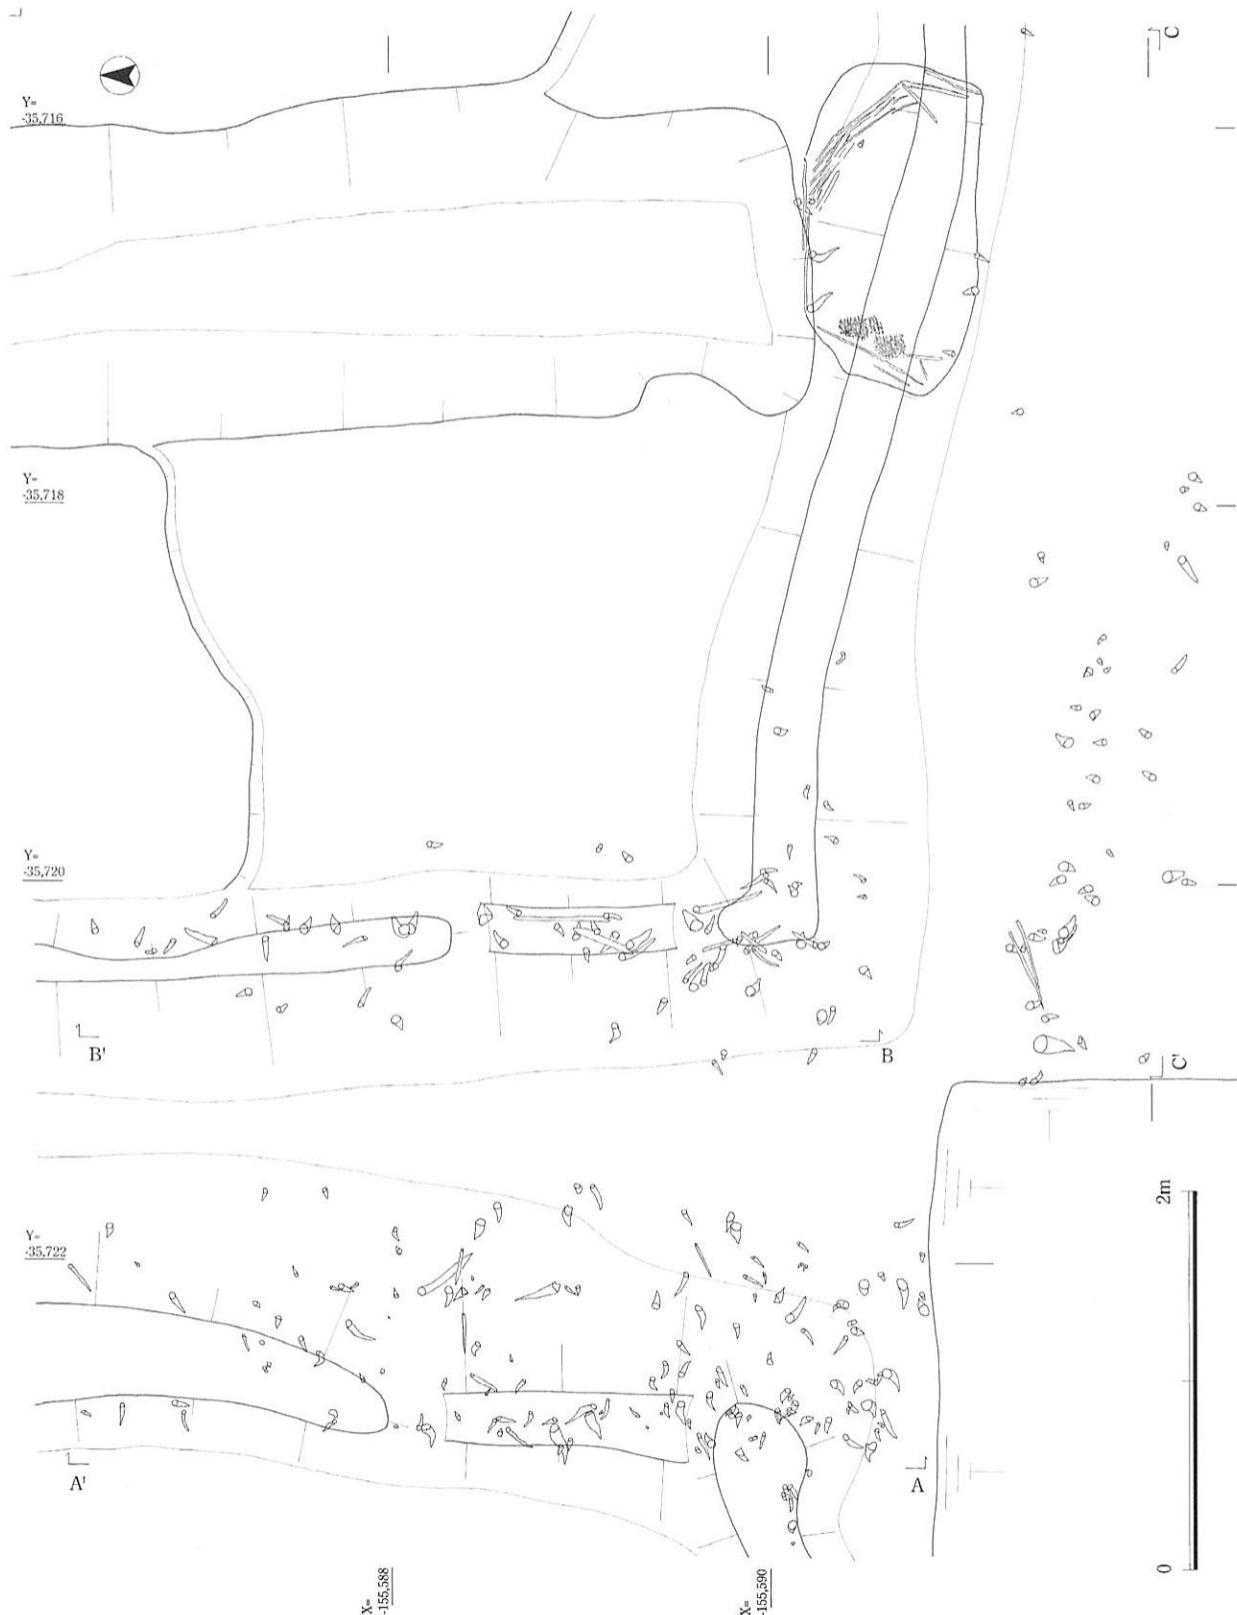 C
Y=
-35,716
Y=
-35,718
Y=
-35,720
B'
B
C'
2m
Y=
-35,722
A'
A
0
X=
-155,588
X=
-155,590